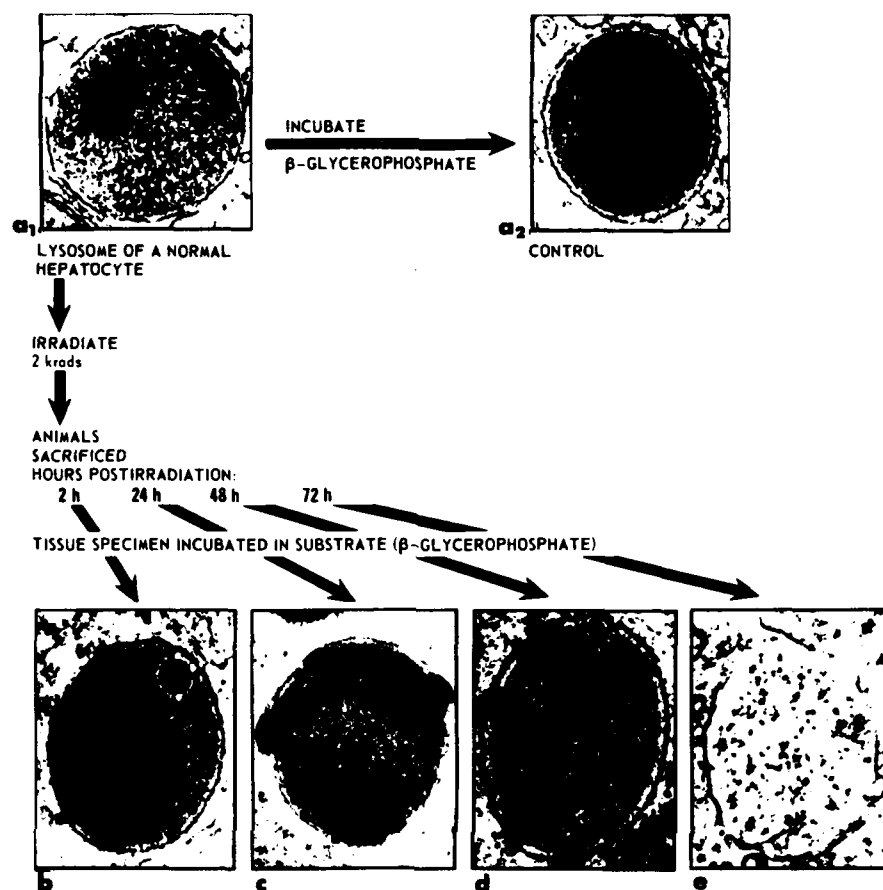 INCUBATE
β-GLYCEROPHOSPHATE
a1
a2
LYSOSOME OF A NORMAL
HEPATOCYTE
CONTROL
IRRADIATE
2 krads
ANIMALS
SACRIFICED
HOURS POSTIRRADIATION:
2 h 24 h 48 h 72 h
TISSUE SPECIMEN INCUBATED IN SUBSTRATE (β-GLYCEROPHOSPHATE)
b c d e